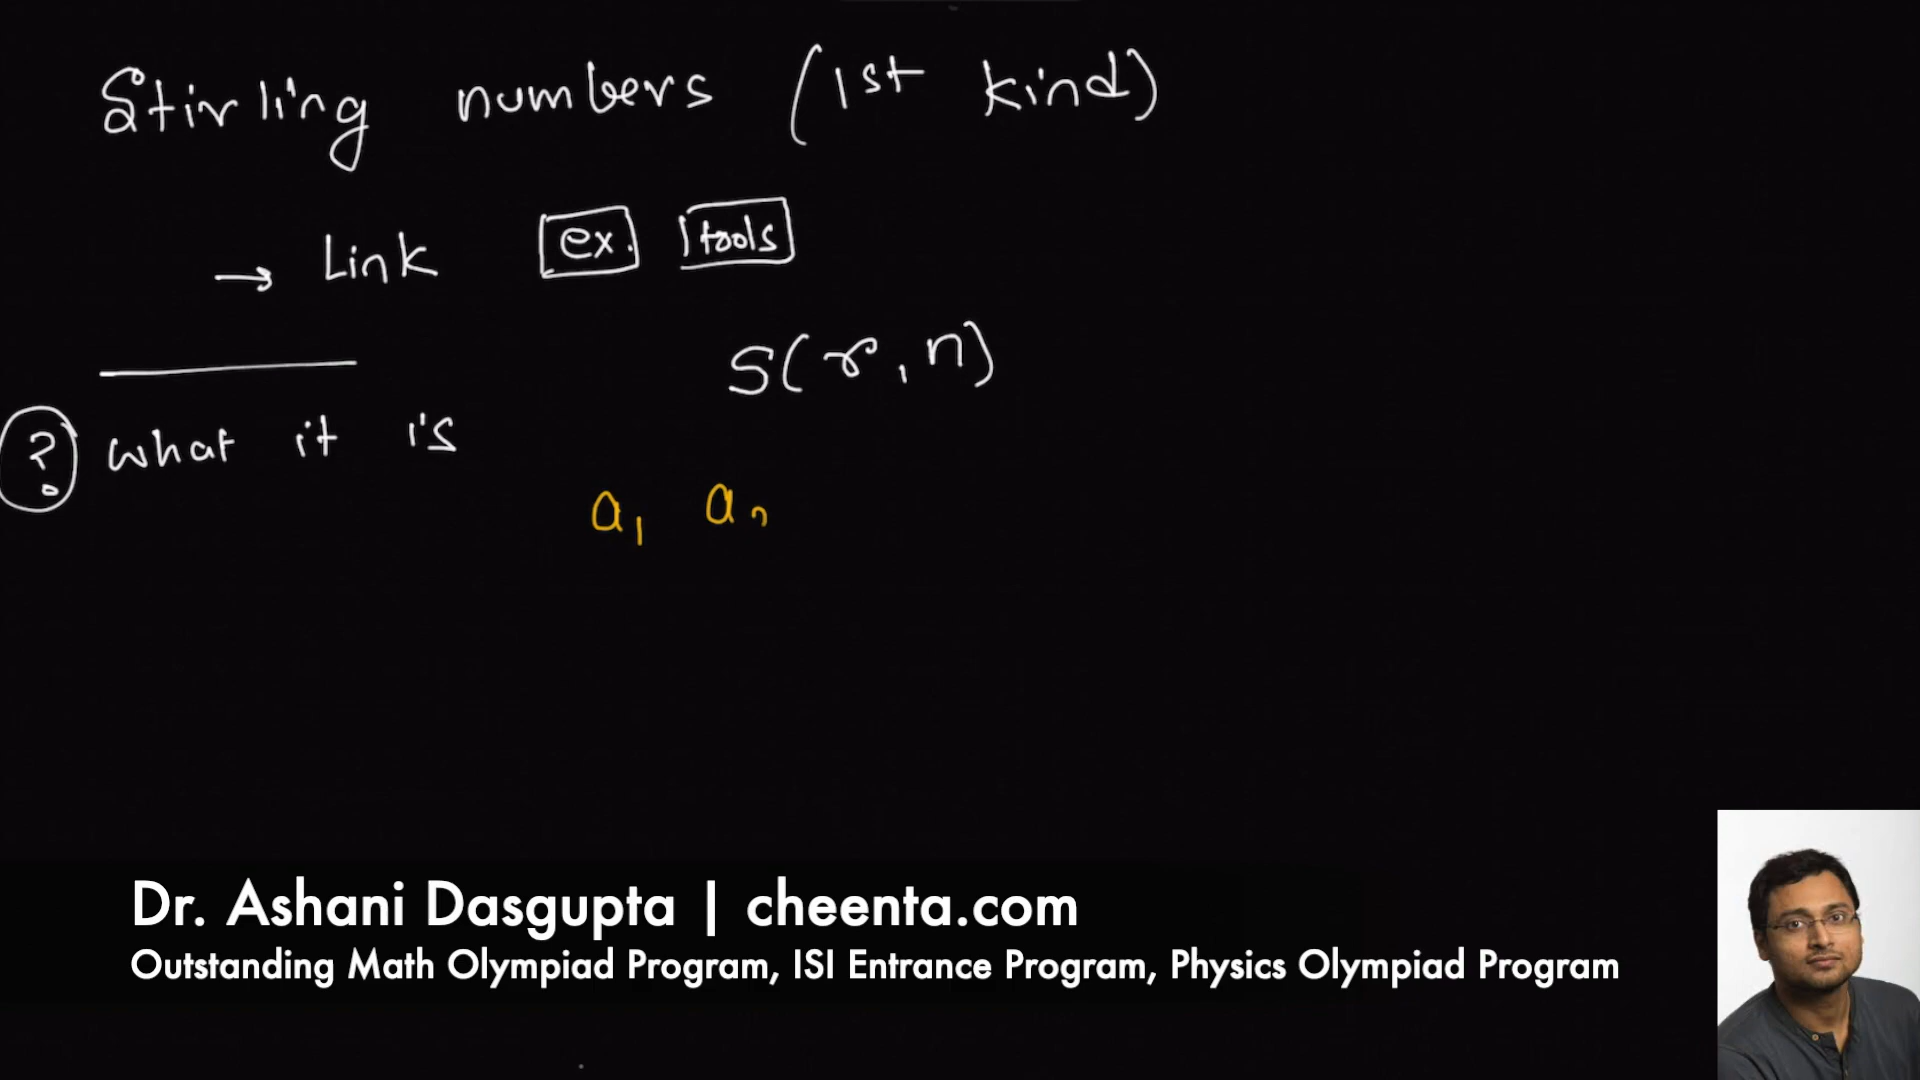 Stirling numbers (1st kind)
→ Link ex. tools
S(r, n)
? what it is
a₁ a₂
Dr. Ashani Dasgupta | cheenta.com
Outstanding Math Olympiad Program, ISI Entrance Program, Physics Olympiad Program